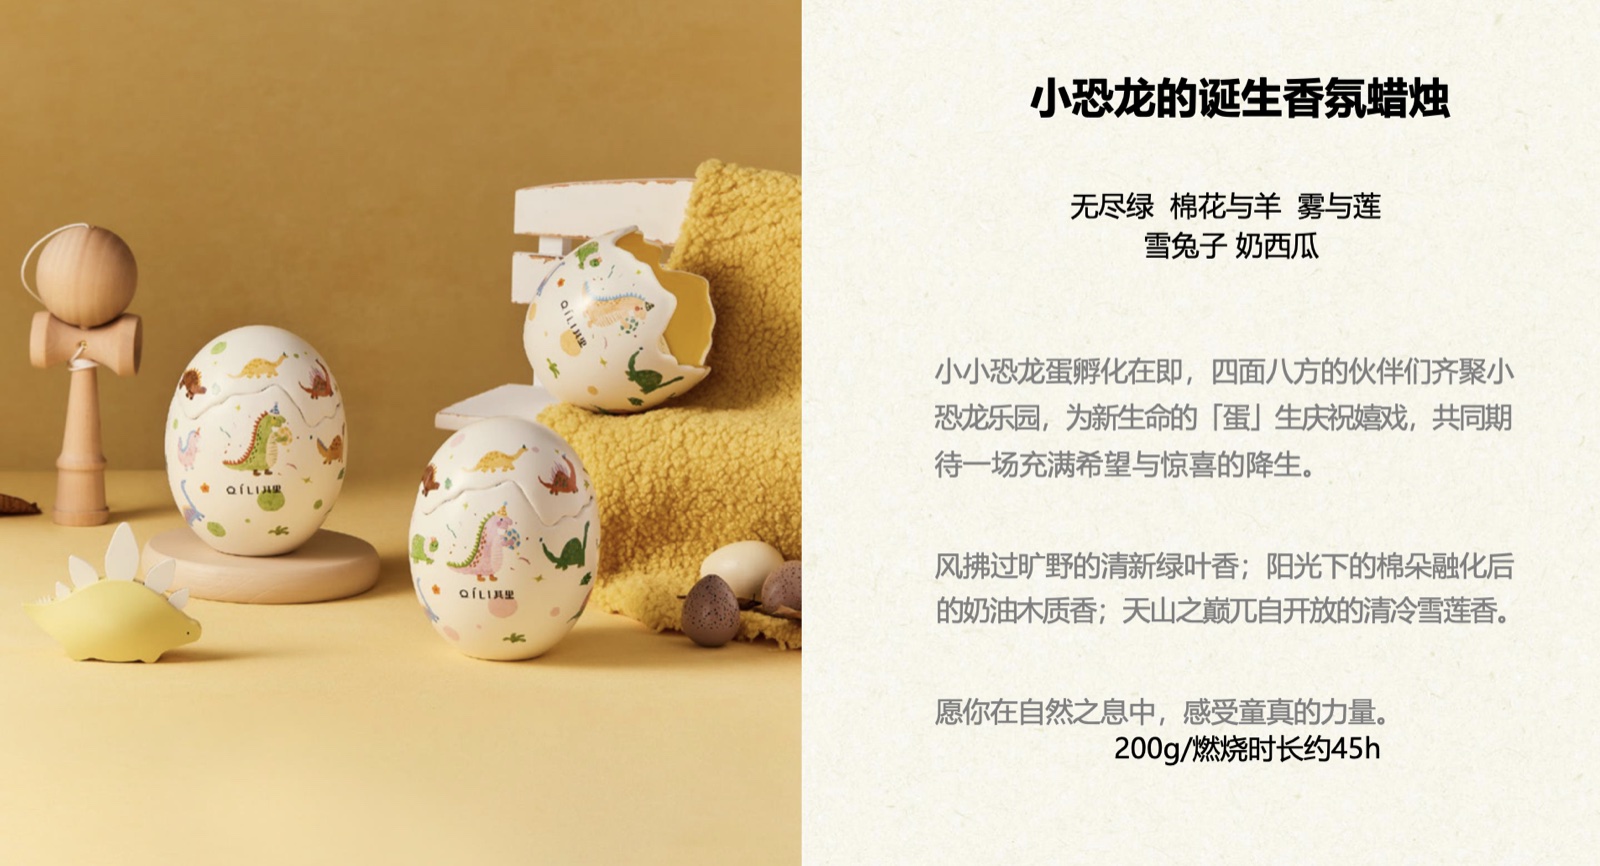 小恐龙的诞生香氛蜡烛
无尽绿 棉花与羊 雾与莲
雪兔子 奶西瓜
小小恐龙蛋孵化在即，四面八方的伙伴们齐聚小
恐龙乐园，为新生命的「蛋」生庆祝嬉戏，共同期
待一场充满希望与惊喜的降生。
风拂过旷野的清新绿叶香；阳光下的棉朵融化后
的奶油木质香；天山之巅兀自开放的清冷雪莲香。
愿你在自然之息中，感受童真的力量。
200g/燃烧时长约45h
QíLI其里
QíLI其里
QíLI其里